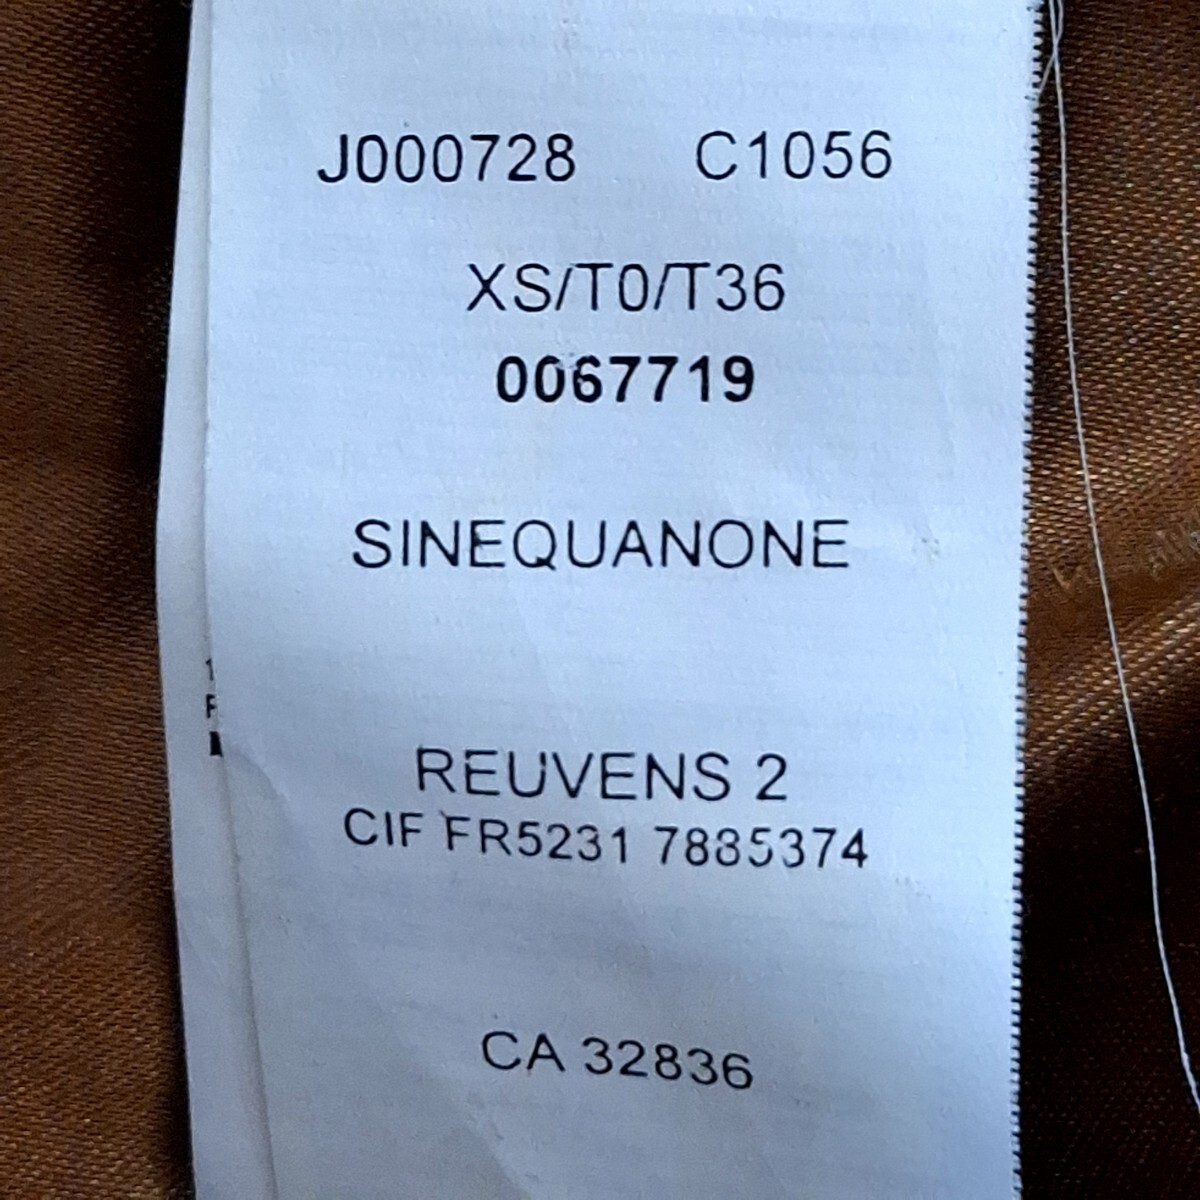 J000728 C1056
XS/T0/T36
0067719
SINEQUANONE
REUVENS 2
CIF FR5231 7885374
CA 32836